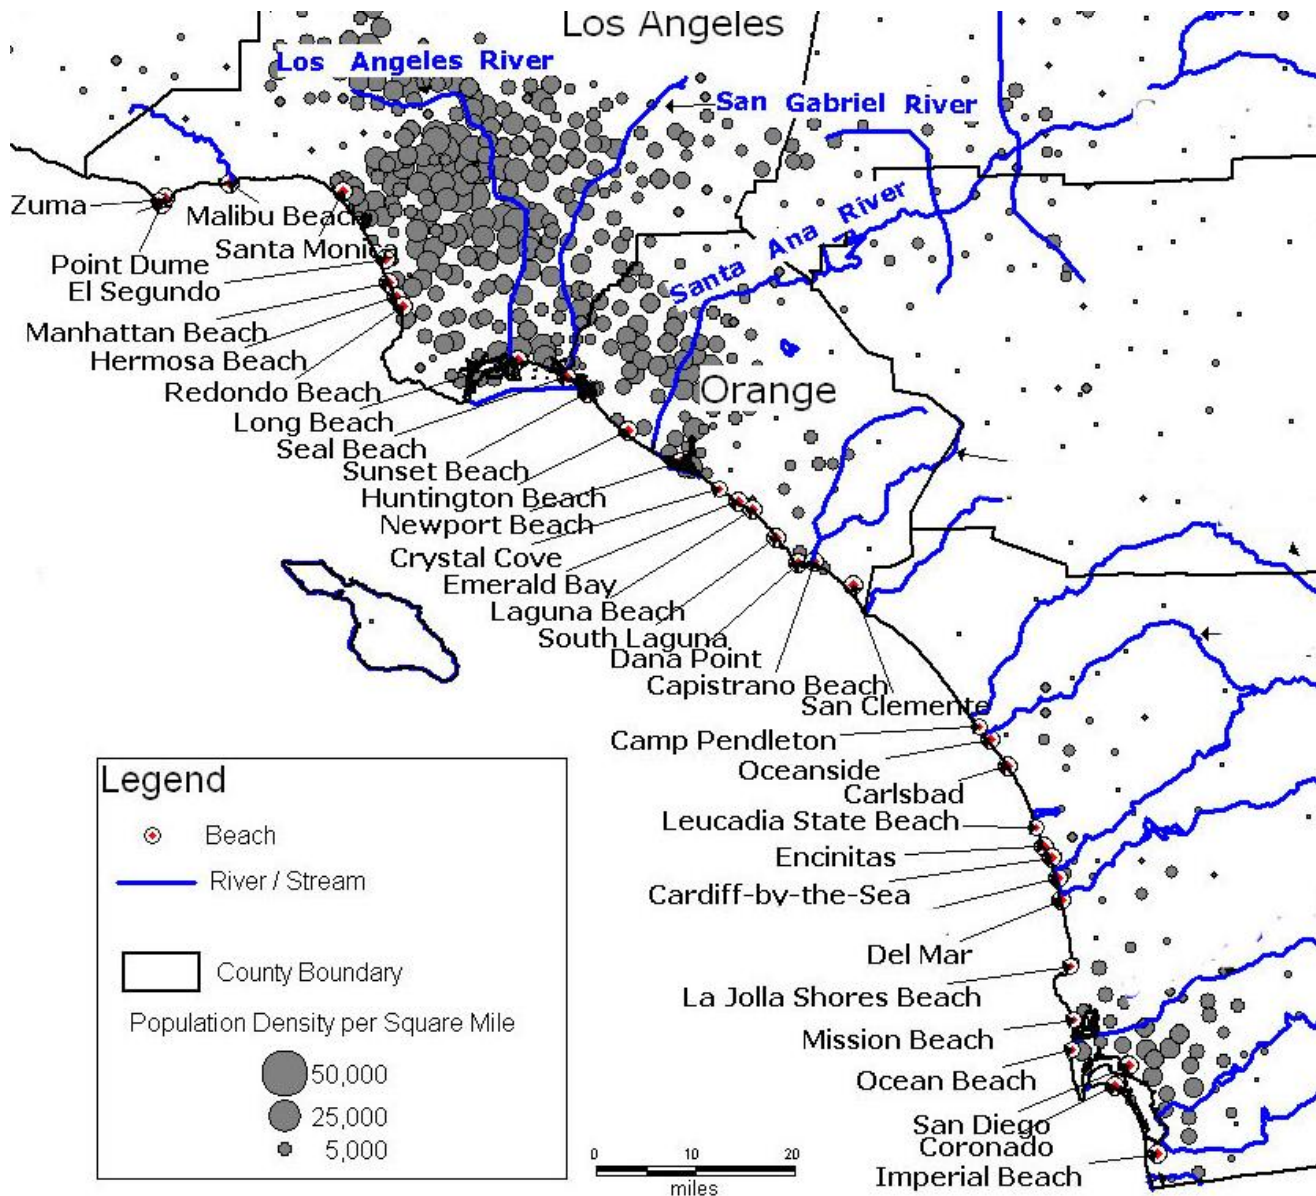 Los Angeles
Los Angeles River
San Gabriel River
Santa Ana River
Zuma
Malibu Beach
Santa Monica
Point Dume
El Segundo
Manhattan Beach
Hermosa Beach
Redondo Beach
Long Beach
Seal Beach
Orange
Sunset Beach
Huntington Beach
Newport Beach
Crystal Cove
Emerald Bay
Laguna Beach
South Laguna
Dana Point
Capistrano Beach
San Clemente
Camp Pendleton
Oceanside
Carlsbad
Leucadia State Beach
Encinitas
Cardiff-by-the-Sea
Del Mar
La Jolla Shores Beach
Mission Beach
Ocean Beach
San Diego
Coronado
Imperial Beach
Legend
Beach
River / Stream
County Boundary
Population Density per Square Mile
50,000
25,000
5,000
0 10 20
miles